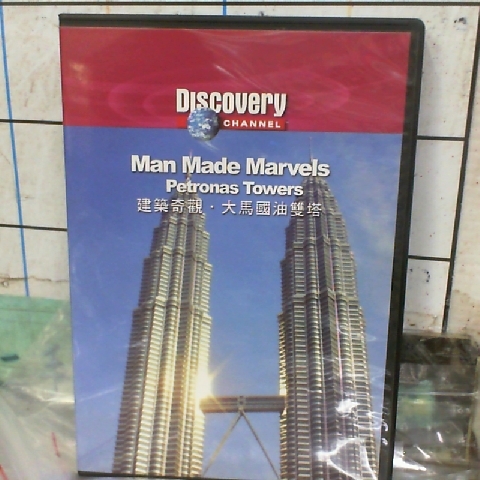 Discovery
CHANNEL
Man Made Marvels
Petronas Towers
建築奇觀·大馬國油雙塔